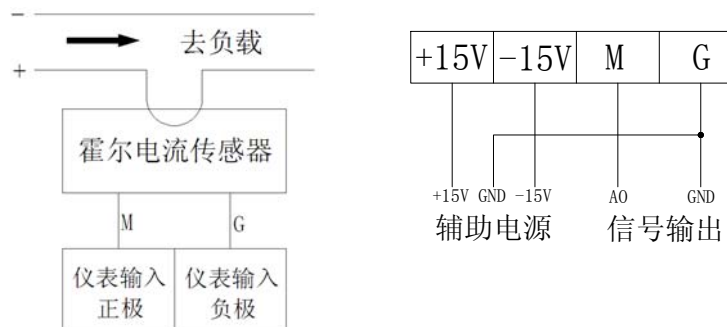 −
去负载
+
霍尔电流传感器
M
G
仪表输入
正极
仪表输入
负极
+15V
−15V
M
G
+15V
GND
−15V
AO
GND
辅助电源
信号输出